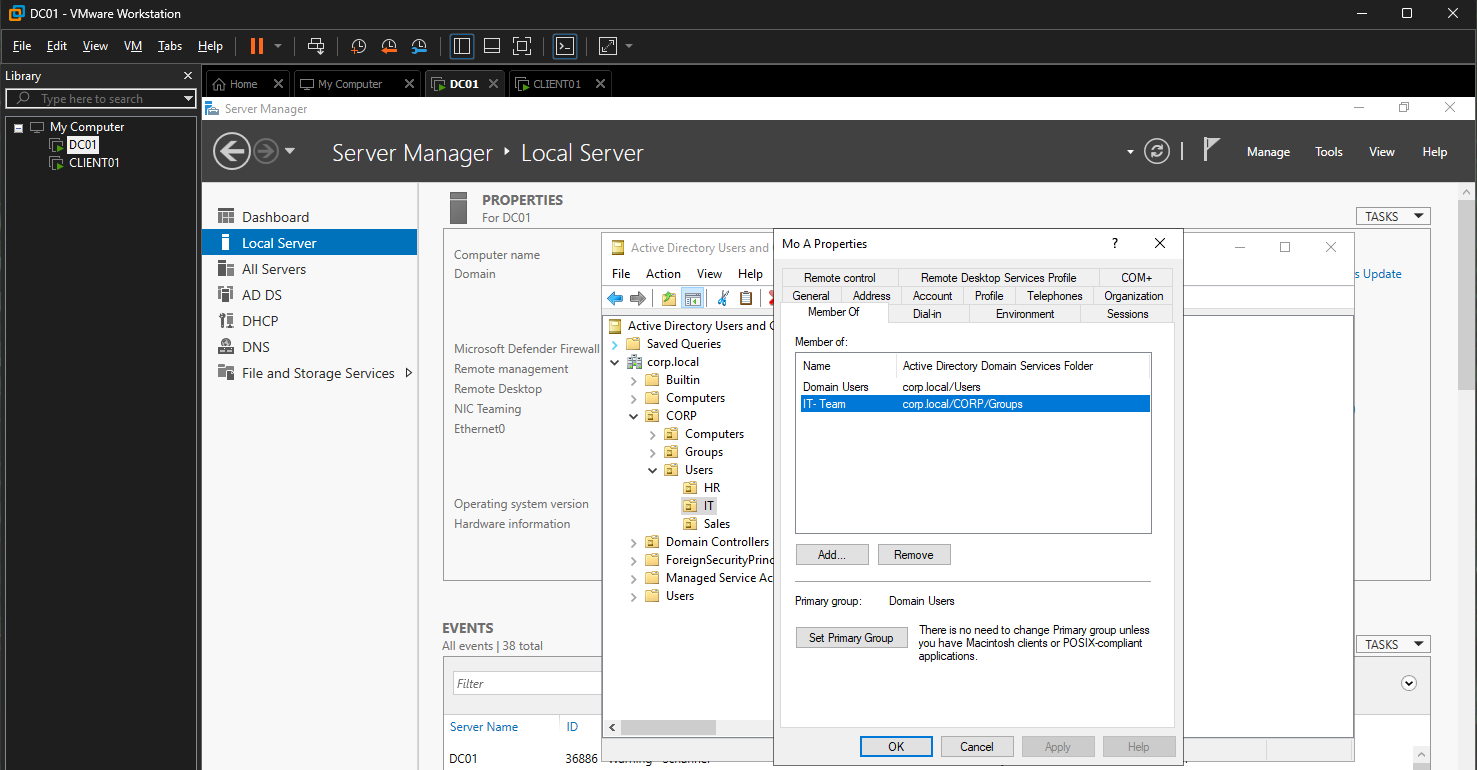 DC01 - VMware Workstation
File Edit View VM Tabs Help
Library
Type here to search
My Computer
DC01
CLIENT01
Home
My Computer
DC01
CLIENT01
Server Manager
Server Manager Local Server
Manage Tools View Help
Dashboard
Local Server
All Servers
AD DS
DHCP
DNS
File and Storage Services
PROPERTIES
For DC01
TASKS
Computer name
Domain
Microsoft Defender Firewall
Remote management
Remote Desktop
NIC Teaming
Ethernet0
Operating system version
Hardware information
s Update
EVENTS
All events | 38 total
TASKS
Filter
Server Name ID
DC01 36886
Active Directory Users and
File Action View Help
Active Directory Users and C
Saved Queries
corp.local
Builtin
Computers
CORP
Computers
Groups
Users
HR
IT
Sales
Domain Controllers
ForeignSecurityPrinc
Managed Service Ac
Users
Mo A Properties
?
Remote control Remote Desktop Services Profile COM+
General Address Account Profile Telephones Organization
Member Of Dial-in Environment Sessions
Member of:
Name Active Directory Domain Services Folder
Domain Users corp.local/Users
IT- Team corp.local/CORP/Groups
Add... Remove
Primary group: Domain Users
Set Primary Group
There is no need to change Primary group unless
you have Macintosh clients or POSIX-compliant
applications.
OK Cancel Apply Help